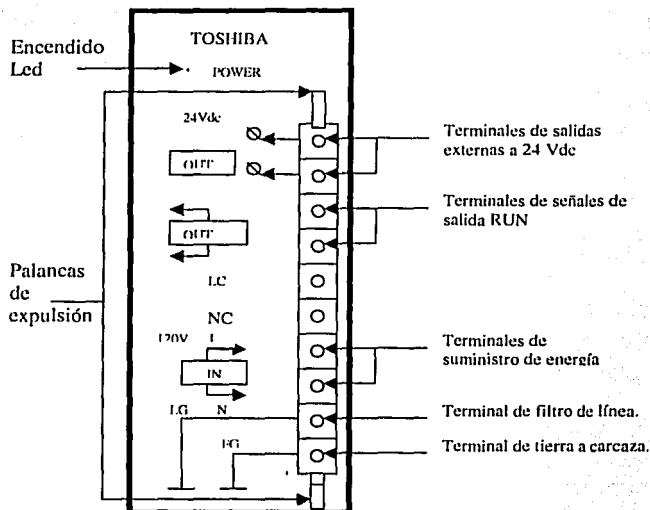 TOSHIBA
Encendido
Led
POWER
24Vdc
OUT
OUT
LC
NC
120V
IN
LG N
FG
Palancas
de
expulsión
Terminales de salidas
externas a 24 Vdc
Terminales de señales de
salida RUN
Terminales de
suministro de energía
Terminal de filtro de línea.
Terminal de tierra a carcaza.